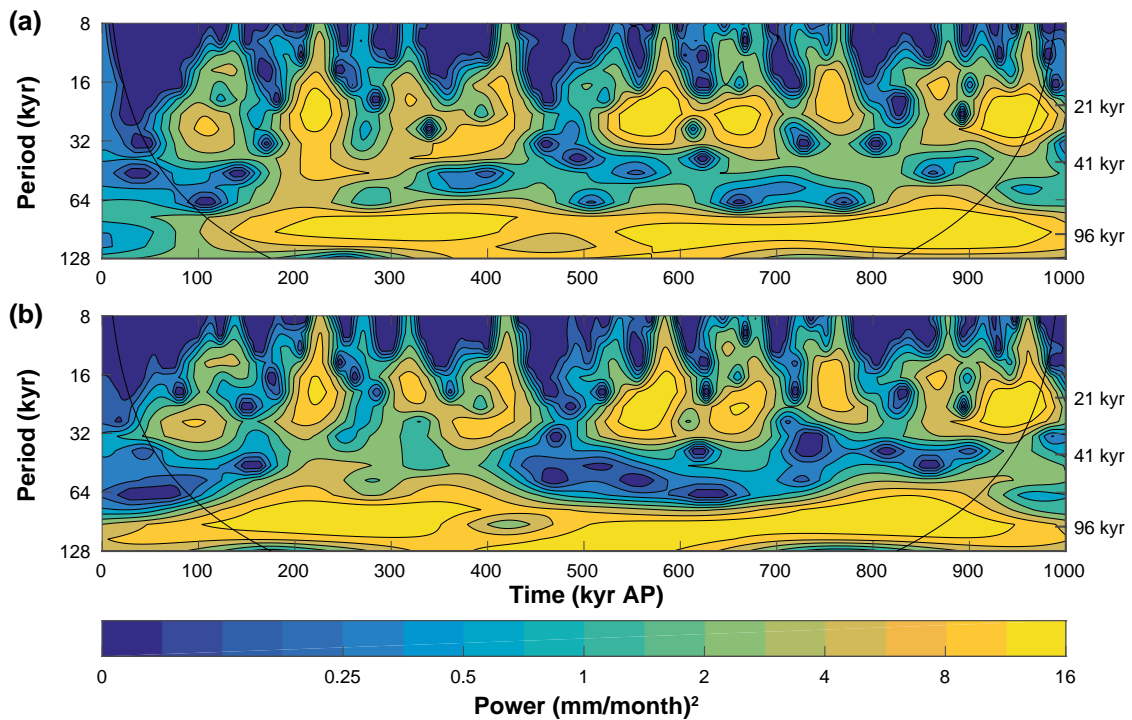 (a)
Period (kyr)
8
16
32
64
128
21 kyr
41 kyr
96 kyr
0 100 200 300 400 500 600 700 800 900 1000
(b)
Period (kyr)
8
16
32
64
128
21 kyr
41 kyr
96 kyr
0 100 200 300 400 500 600 700 800 900 1000
Time (kyr AP)
0 0.25 0.5 1 2 4 8 16
Power (mm/month)²